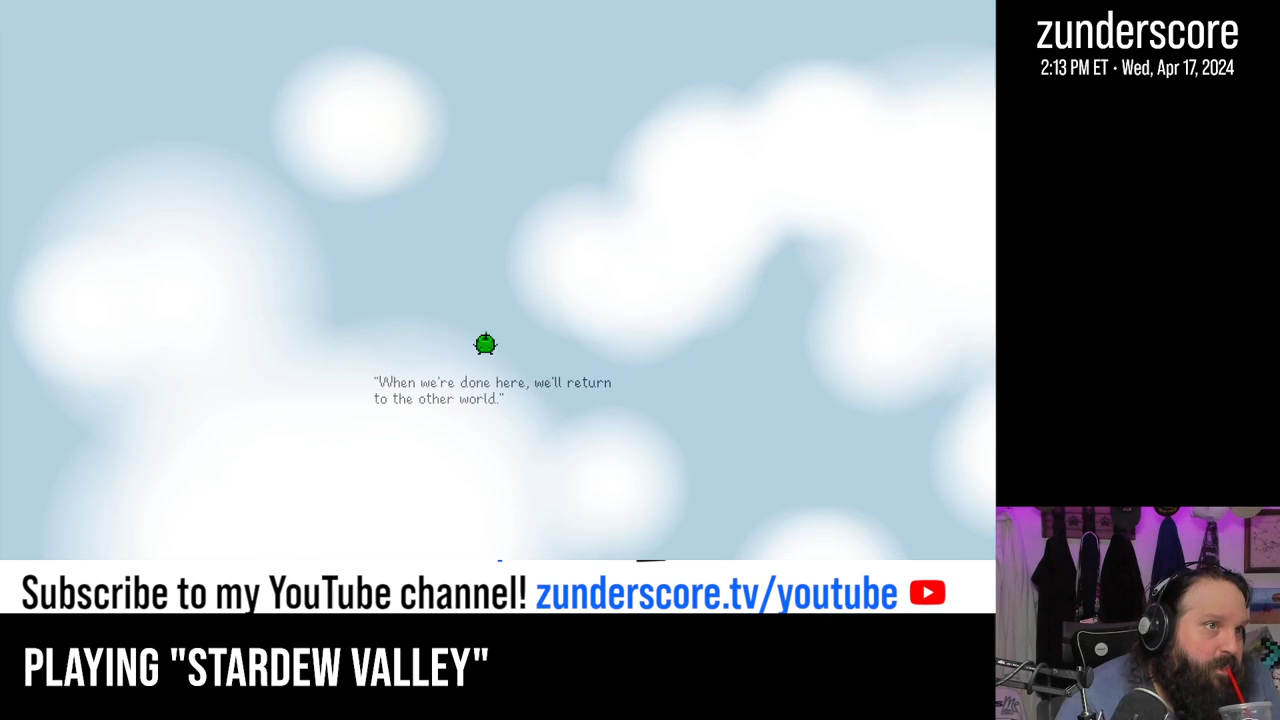 zunderscore
2:13 PM ET · Wed, Apr 17, 2024
"When we're done here, we'll return
to the other world."
Subscribe to my YouTube channel! zunderscore.tv/youtube
PLAYING "STARDEW VALLEY"